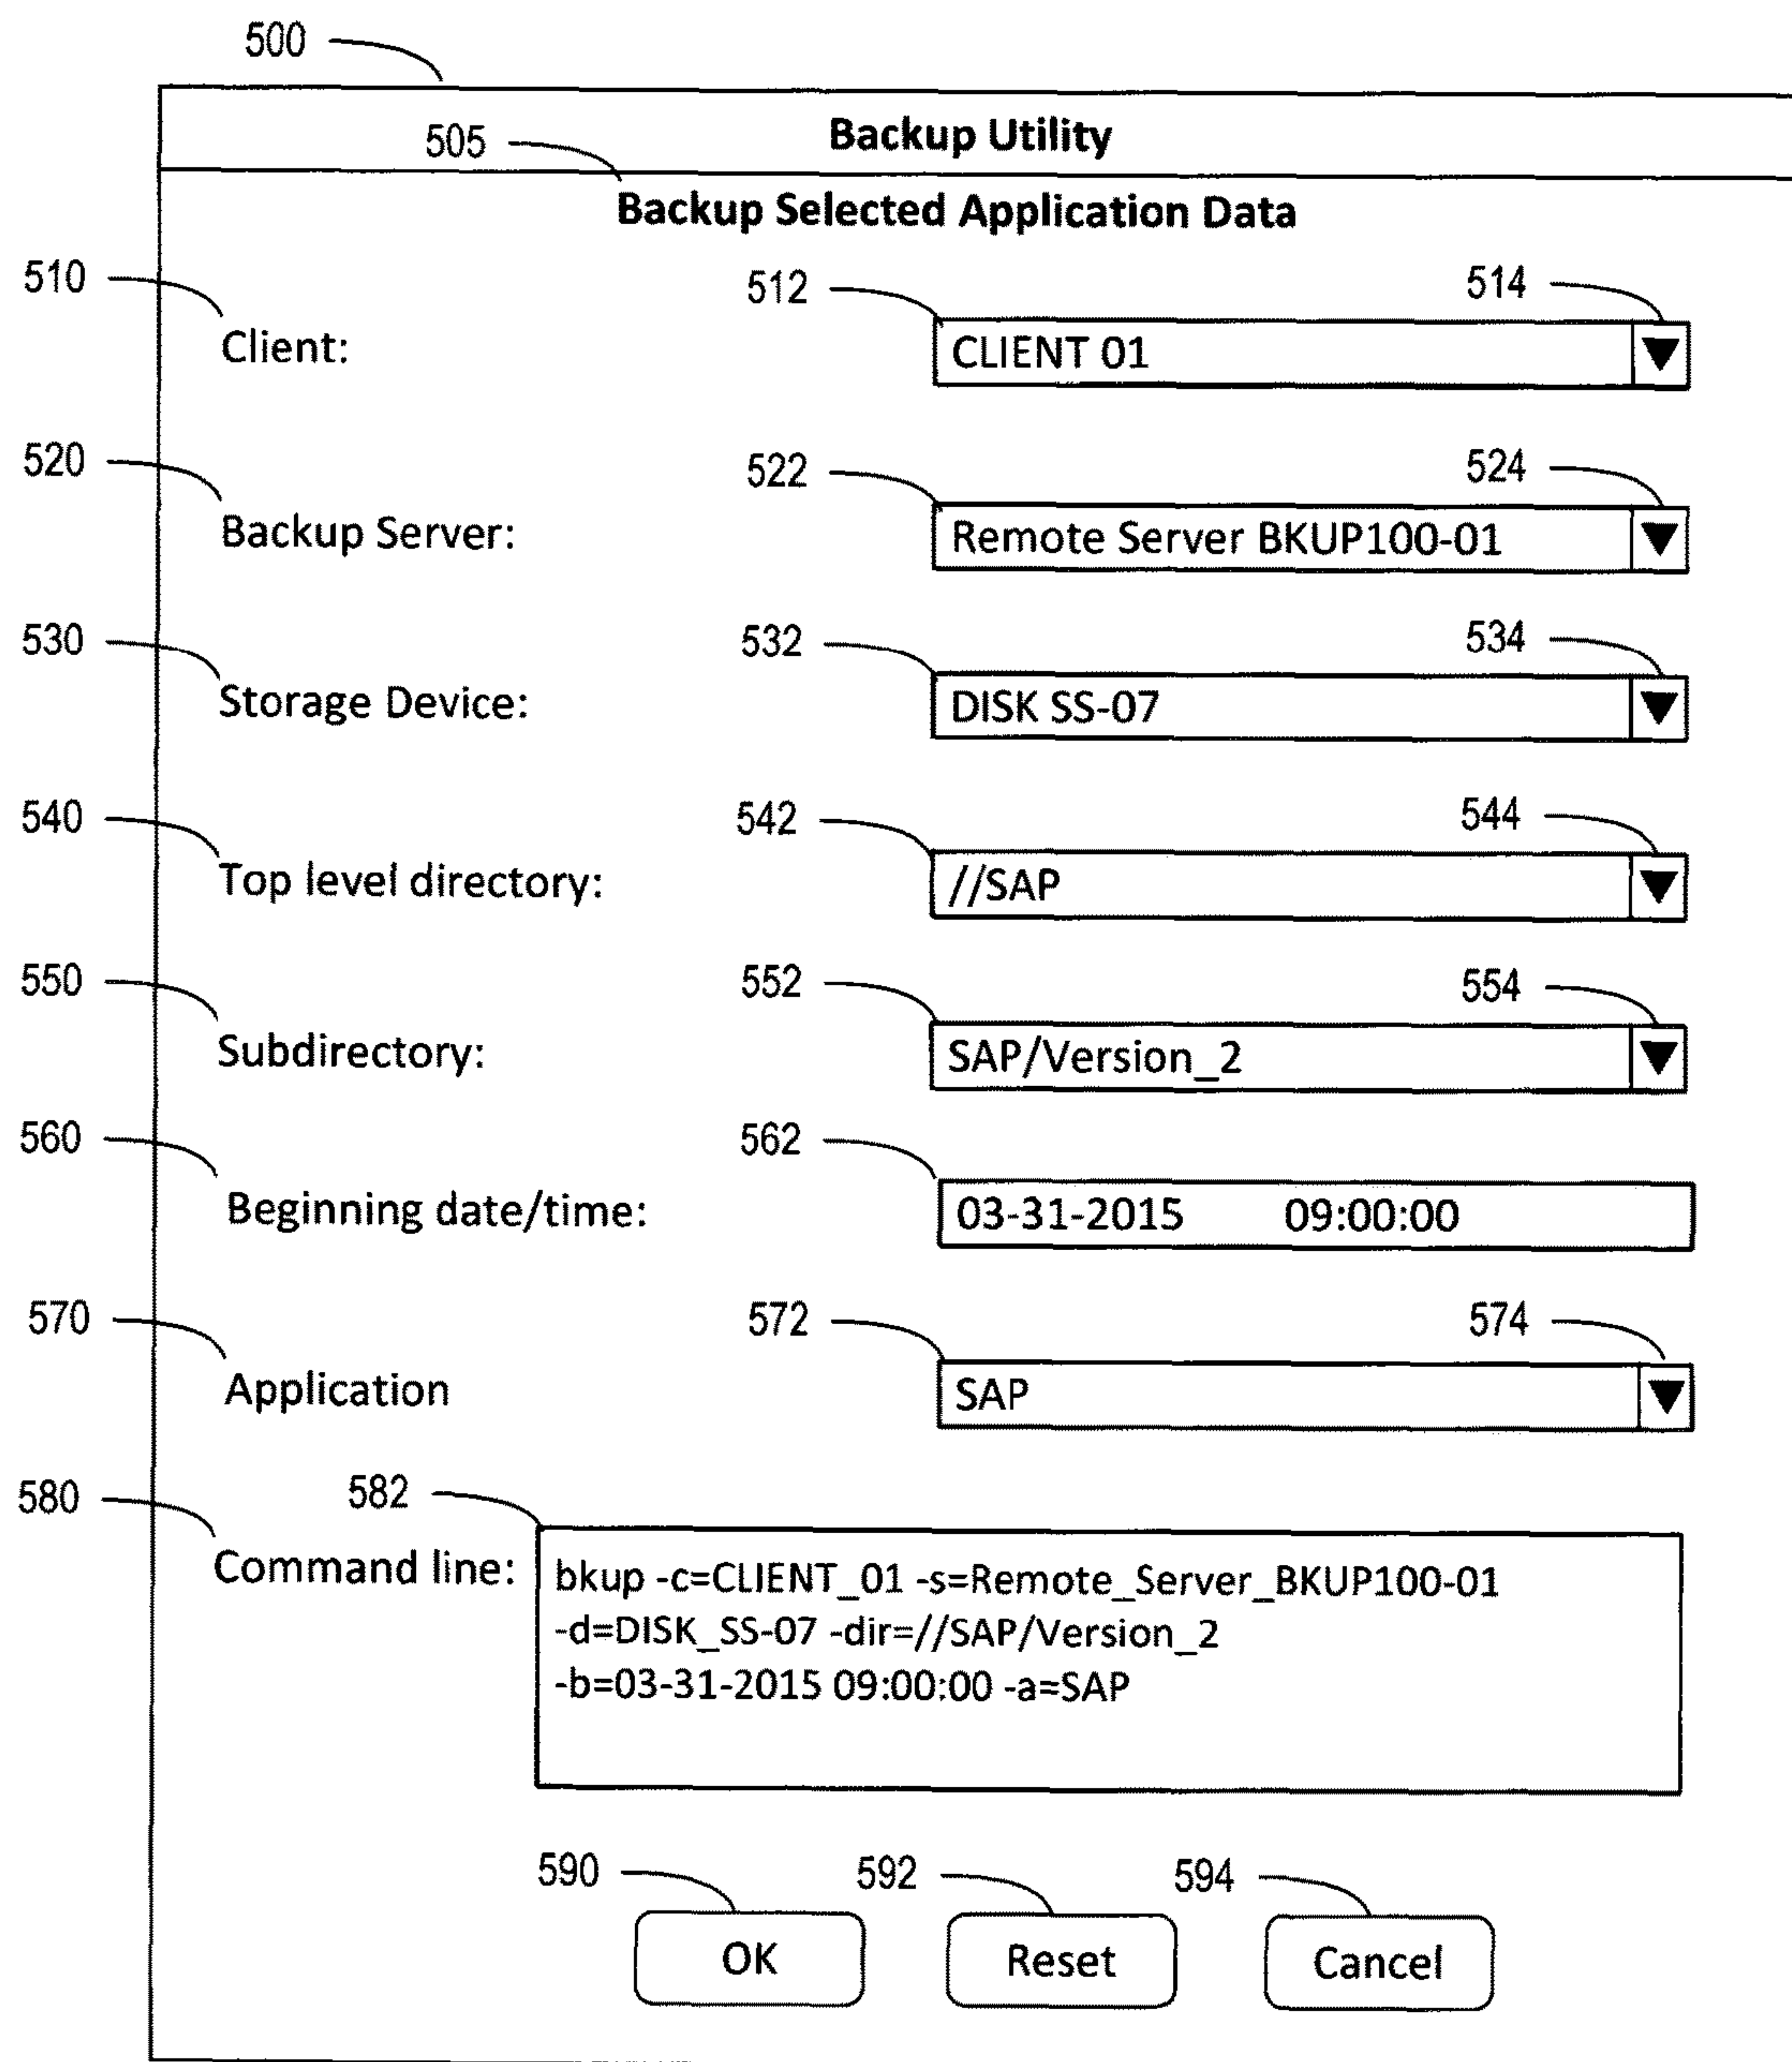 500
Backup Utility
505
Backup Selected Application Data
510
512
514
Client:
CLIENT 01
520
522
524
Backup Server:
Remote Server BKUP100-01
530
532
534
Storage Device:
DISK SS-07
540
542
544
Top level directory:
//SAP
550
552
554
Subdirectory:
SAP/Version_2
560
562
Beginning date/time:
03-31-2015 09:00:00
570
572
574
Application
SAP
580
582
Command line:
bkup -c=CLIENT_01 -s=Remote_Server_BKUP100-01
-d=DISK_SS-07 -dir=//SAP/Version_2
-b=03-31-2015 09:00:00 -a=SAP
590
592
594
OK
Reset
Cancel